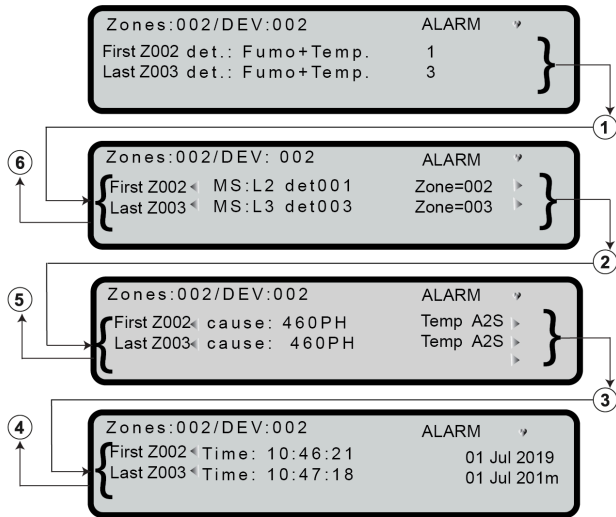 Zones:002/DEV:002 ALARM
First Z002 det.: Fumo+Temp. 1
Last Z003 det.: Fumo+Temp. 3
1
6
Zones:002/DEV: 002 ALARM
First Z002 MS:L2 det001 Zone=002
Last Z003 MS:L3 det003 Zone=003
2
5
Zones:002/DEV:002 ALARM
First Z002 cause: 460PH Temp A2S
Last Z003 cause: 460PH Temp A2S
3
4
Zones:002/DEV:002 ALARM
First Z002 Time: 10:46:21 01 Jul 2019
Last Z003 Time: 10:47:18 01 Jul 201m